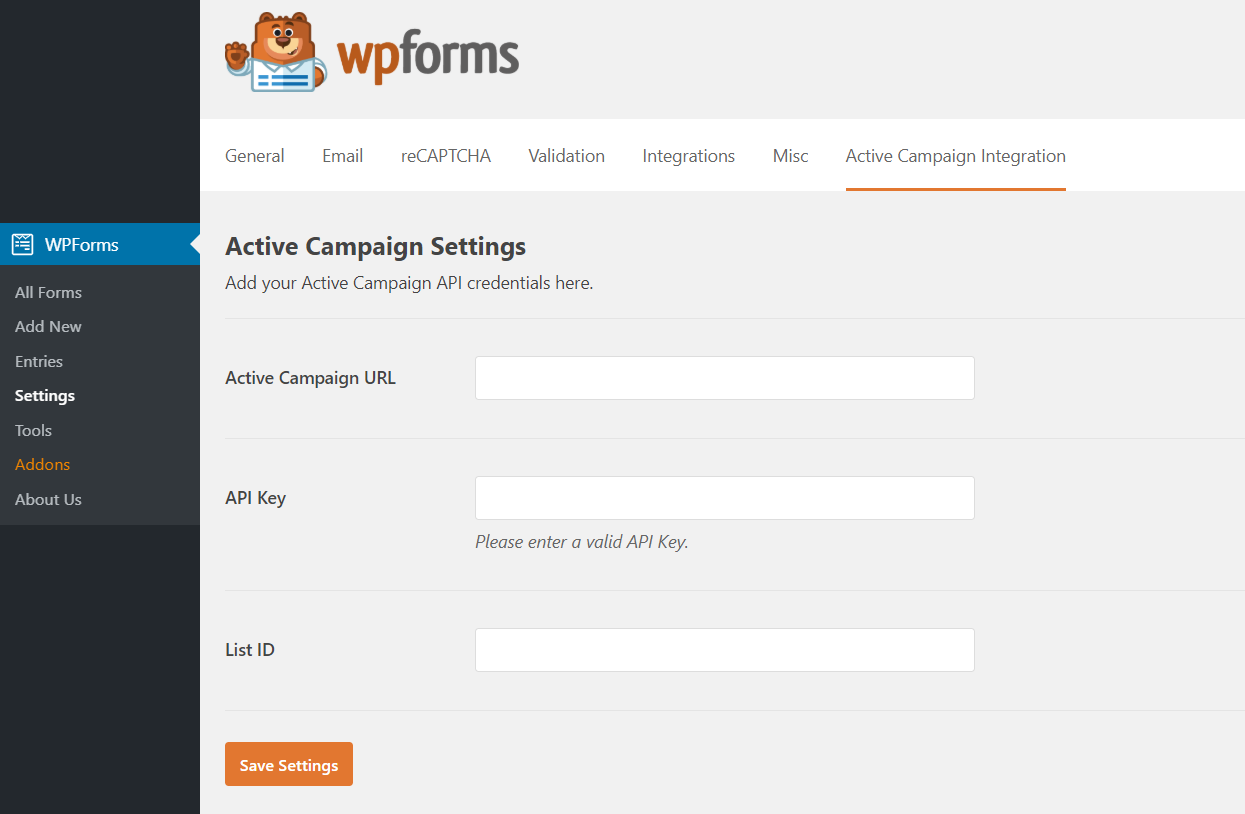 wpforms
General Email reCAPTCHA Validation Integrations Misc Active Campaign Integration
WPForms
All Forms
Add New
Entries
Settings
Tools
Addons
About Us
Active Campaign Settings
Add your Active Campaign API credentials here.
Active Campaign URL
API Key
Please enter a valid API Key.
List ID
Save Settings